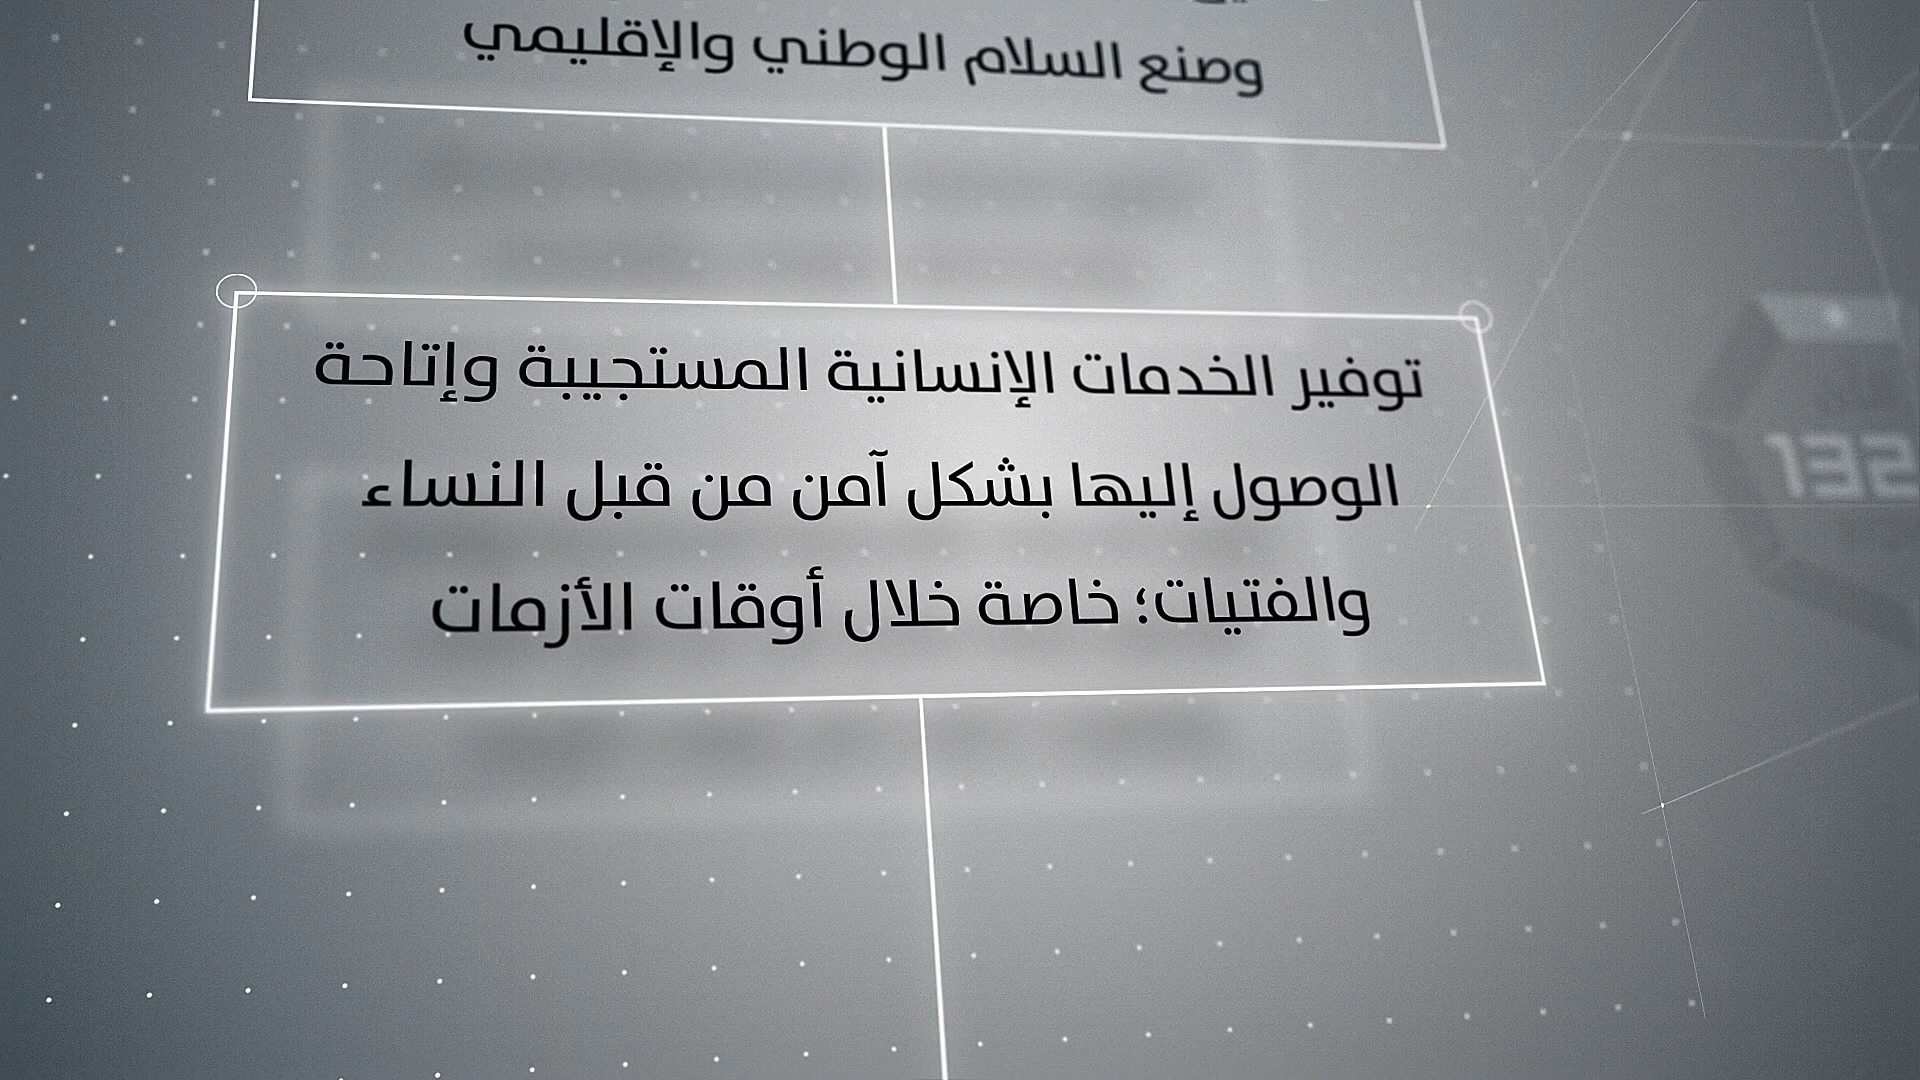 وصنع السلام الوطني والإقليمي
توفير الخدمات الإنسانية المستجيبة وإتاحة
الوصول إليها بشكل آمن من قبل النساء
والفتيات؛ خاصة خلال أوقات الأزمات
132